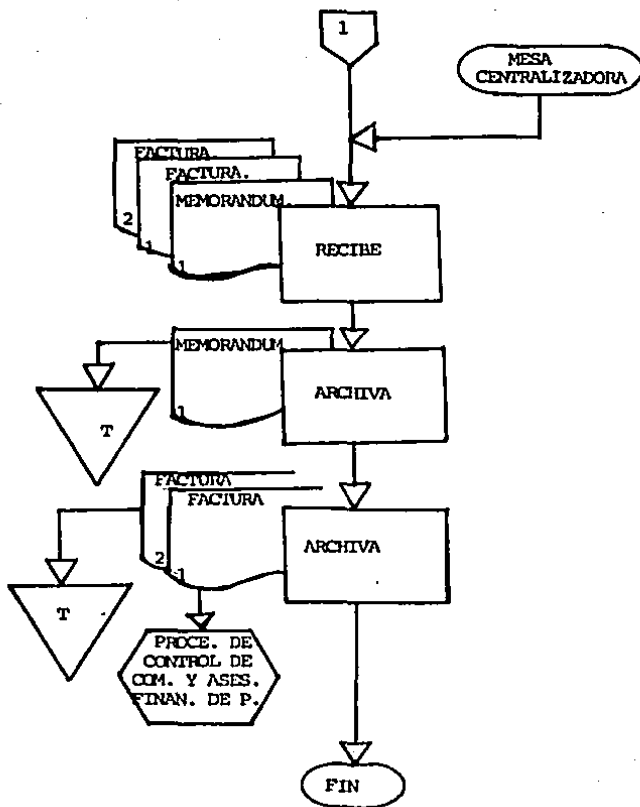 1
MESA
CENTRALIZADORA
FACTURA
FACTURA.
MEMORANDUM.
2
1
1
RECIBE
MEMORANDUM
1
ARCHIVA
T
FACTURA
FACTURA
2
1
ARCHIVA
T
PROCE. DE
CONTROL DE
COM. Y ASES.
FINAN. DE P.
FIN